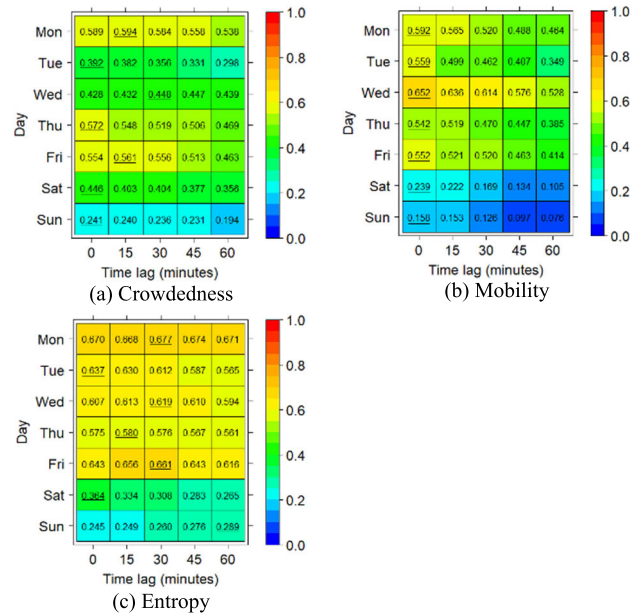 Mon 0.589 0.594 0.584 0.558 0.538
Tue 0.392 0.382 0.356 0.331 0.298
Wed 0.428 0.432 0.448 0.447 0.439
Thu 0.572 0.548 0.519 0.506 0.469
Fri 0.554 0.561 0.556 0.513 0.463
Sat 0.446 0.403 0.404 0.377 0.356
Sun 0.241 0.240 0.236 0.231 0.194
Day
0 15 30 45 60
Time lag (minutes)
1.0
0.8
0.6
0.4
0.2
0.0
(a) Crowdedness
Mon 0.592 0.565 0.520 0.488 0.464
Tue 0.559 0.499 0.462 0.407 0.349
Wed 0.652 0.636 0.614 0.576 0.528
Thu 0.542 0.519 0.470 0.447 0.385
Fri 0.552 0.521 0.520 0.463 0.414
Sat 0.239 0.222 0.169 0.134 0.105
Sun 0.158 0.153 0.126 0.097 0.076
Day
0 15 30 45 60
Time lag (minutes)
1.0
0.8
0.6
0.4
0.2
0.0
(b) Mobility
Mon 0.670 0.668 0.677 0.674 0.671
Tue 0.637 0.630 0.612 0.587 0.565
Wed 0.607 0.613 0.619 0.610 0.594
Thu 0.575 0.580 0.576 0.567 0.561
Fri 0.643 0.656 0.661 0.643 0.616
Sat 0.364 0.334 0.308 0.283 0.265
Sun 0.245 0.249 0.260 0.276 0.289
Day
0 15 30 45 60
Time lag (minutes)
1.0
0.8
0.6
0.4
0.2
0.0
(c) Entropy